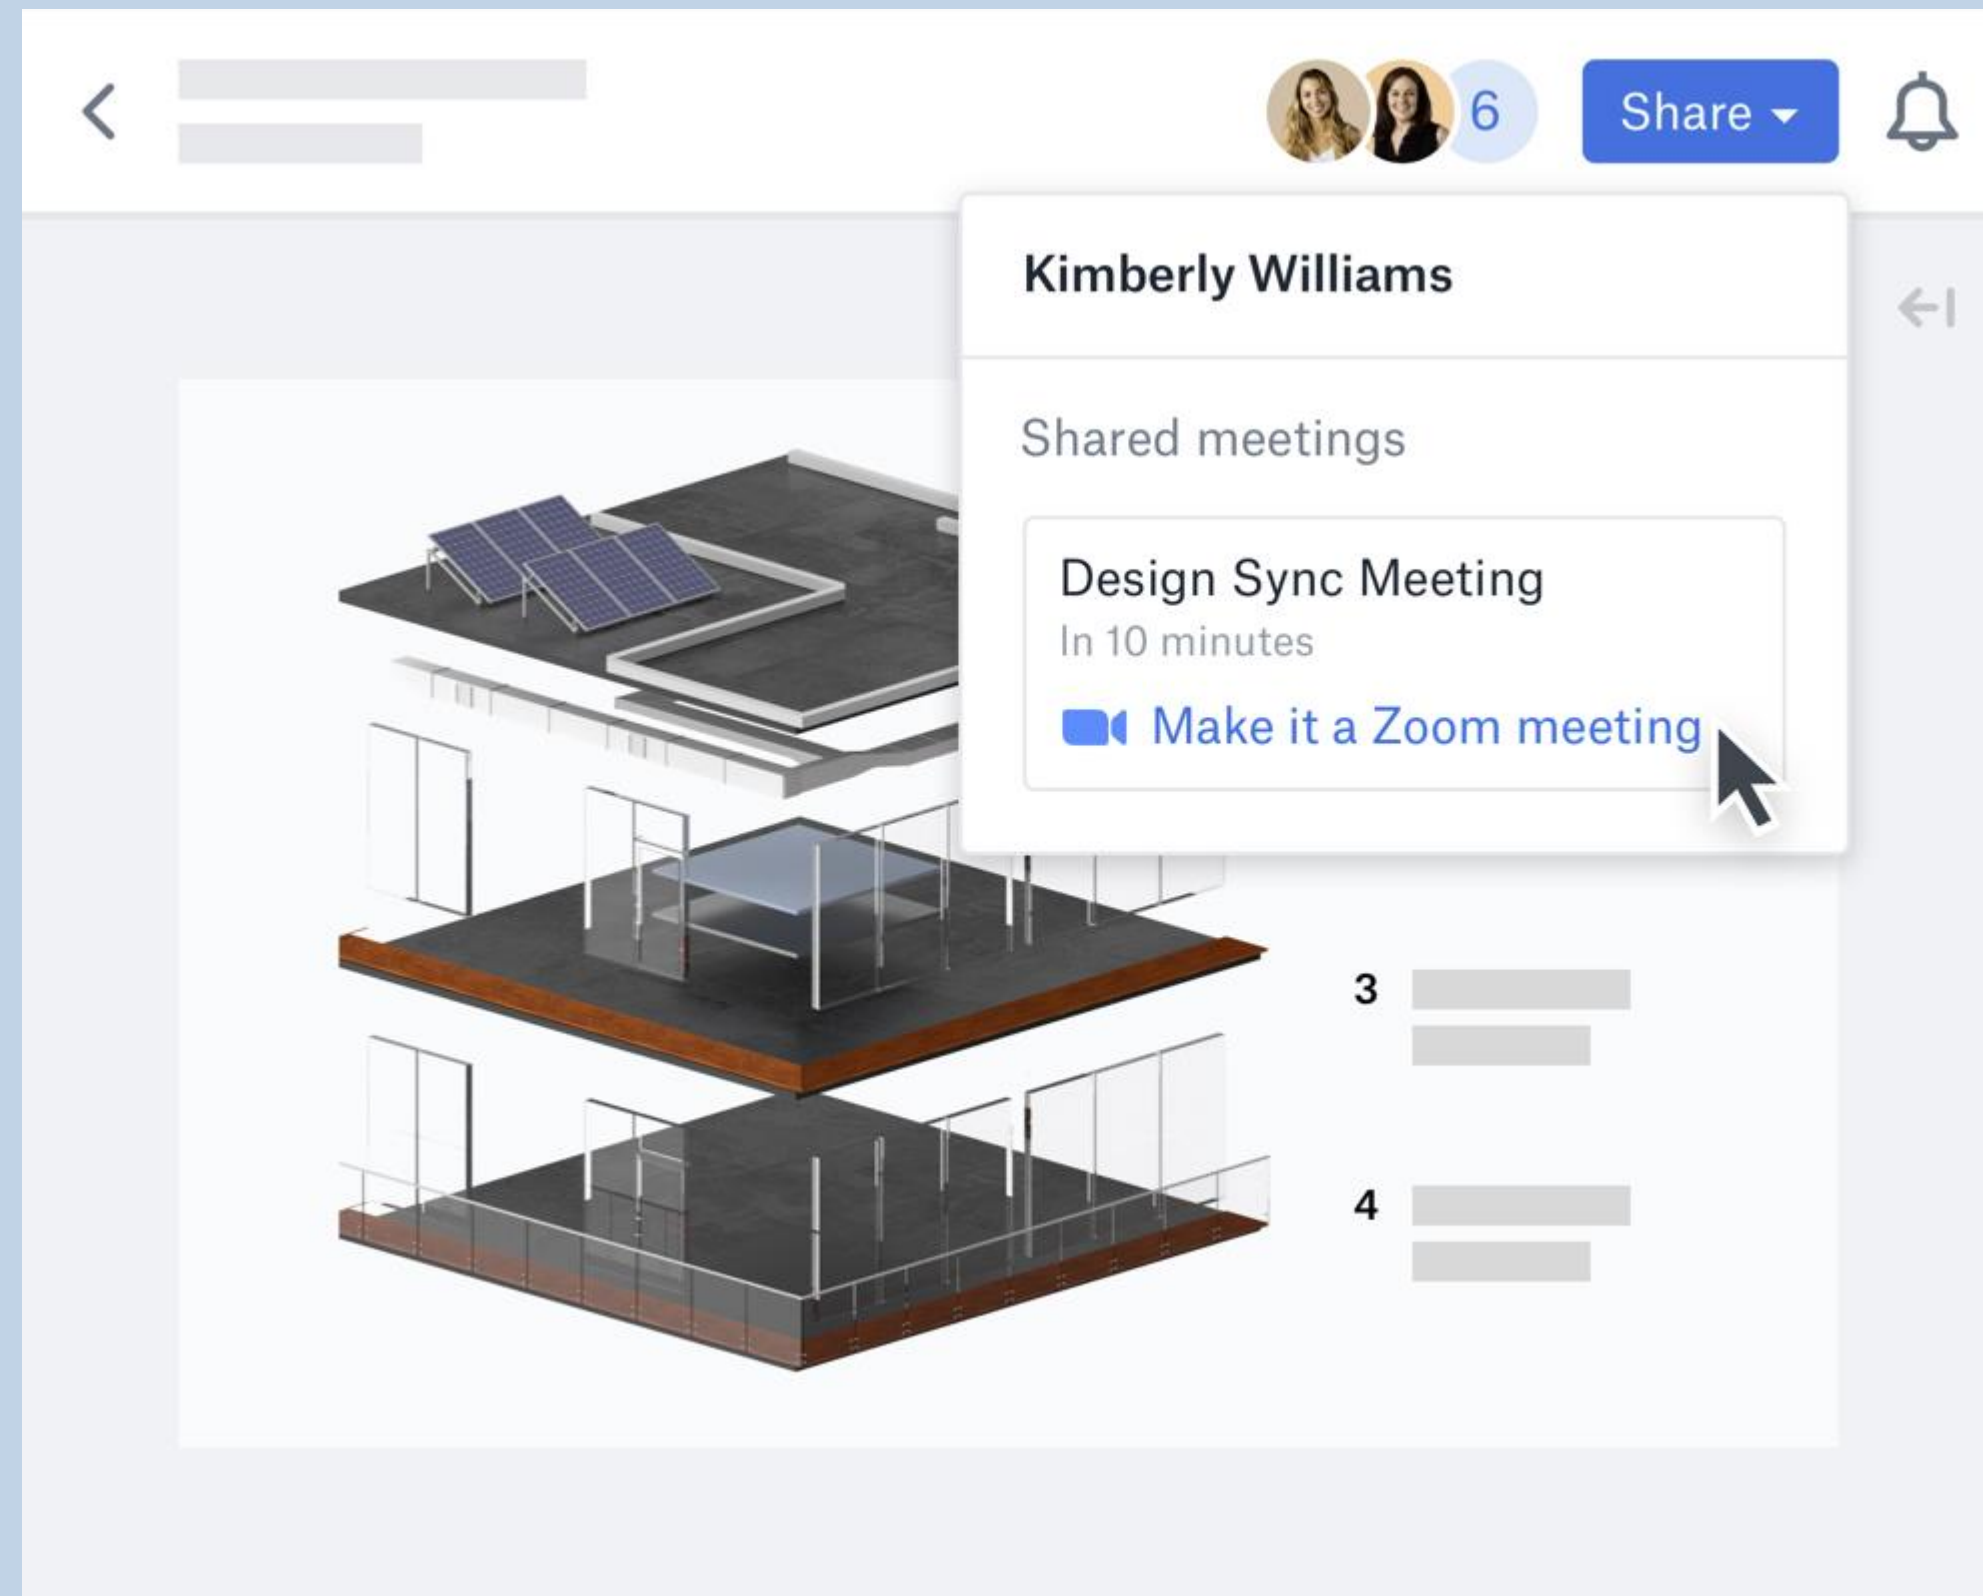 6
Share
Kimberly Williams
Shared meetings
Design Sync Meeting
In 10 minutes
Make it a Zoom meeting
3
4